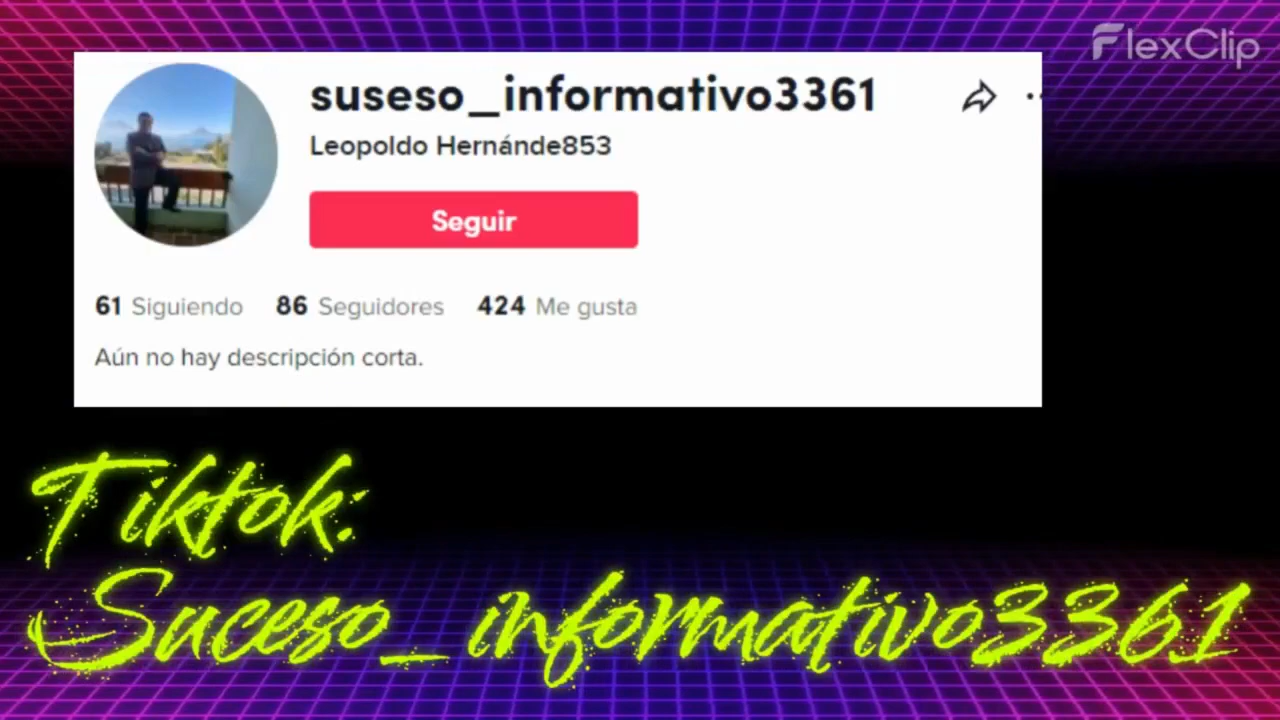 FlexClip
suseso_informativo3361
Leopoldo Hernánde853
Seguir
61 Siguiendo 86 Seguidores 424 Me gusta
Aún no hay descripción corta.
Tiktok:
Suceso_informativo3361